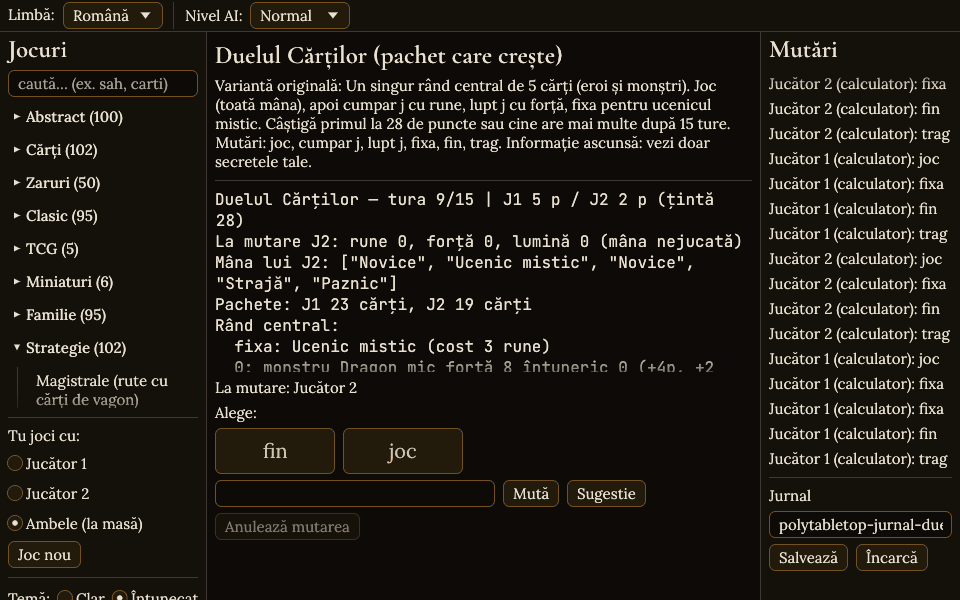 Limbă: Română Nivel AI: Normal
Jocuri
caută... (ex. sah, carti)
Abstract (100)
Cărți (102)
Zaruri (50)
Clasic (95)
TCG (5)
Miniaturi (6)
Familie (95)
Strategie (102)
Magistrale (rute cu
cărți de vagon)
Tu joci cu:
Jucător 1
Jucător 2
Ambele (la masă)
Joc nou
Temă: Clar Întunecat
Duelul Cărților (pachet care crește)
Variantă originală: Un singur rând central de 5 cărți (eroi și monștri). Joc
(toată mâna), apoi cumpar j cu rune, lupt j cu forță, fixa pentru ucenicul
mistic. Câștigă primul la 28 de puncte sau cine are mai multe după 15 ture.
Mutări: joc, cumpar j, lupt j, fixa, fin, trag. Informație ascunsă: vezi doar
secretele tale.
Duelul Cărților — tura 9/15 | J1 5 p / J2 2 p (țintă
28)
La mutare J2: rune 0, forță 0, lumină 0 (mâna nejucată)
Mâna lui J2: ["Novice", "Ucenic mistic", "Novice",
"Strajă", "Paznic"]
Pachete: J1 23 cărți, J2 19 cărți
Rând central:
fixa: Ucenic mistic (cost 3 rune)
0: monstru Dragon mic forță 8 întuneric 0 (+4p, +2
La mutare: Jucător 2
Alege:
fin joc
Mută Sugestie
Anulează mutarea
Mutări
Jucător 2 (calculator): fixa
Jucător 2 (calculator): fin
Jucător 2 (calculator): trag
Jucător 1 (calculator): joc
Jucător 1 (calculator): fixa
Jucător 1 (calculator): fin
Jucător 1 (calculator): trag
Jucător 2 (calculator): joc
Jucător 2 (calculator): fixa
Jucător 2 (calculator): fin
Jucător 2 (calculator): trag
Jucător 1 (calculator): joc
Jucător 1 (calculator): fixa
Jucător 1 (calculator): fixa
Jucător 1 (calculator): fin
Jucător 1 (calculator): trag
Jurnal
polytabletop-jurnal-due
Salvează Încarcă